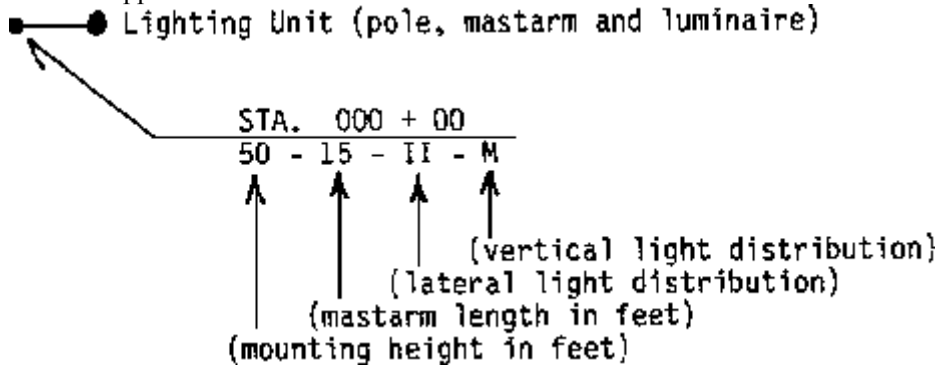 Lighting Unit (pole, mastarm and luminaire)
STA. 000 + 00
50 - 15 - II - M
(vertical light distribution)
(lateral light distribution)
(mastarm length in feet)
(mounting height in feet)